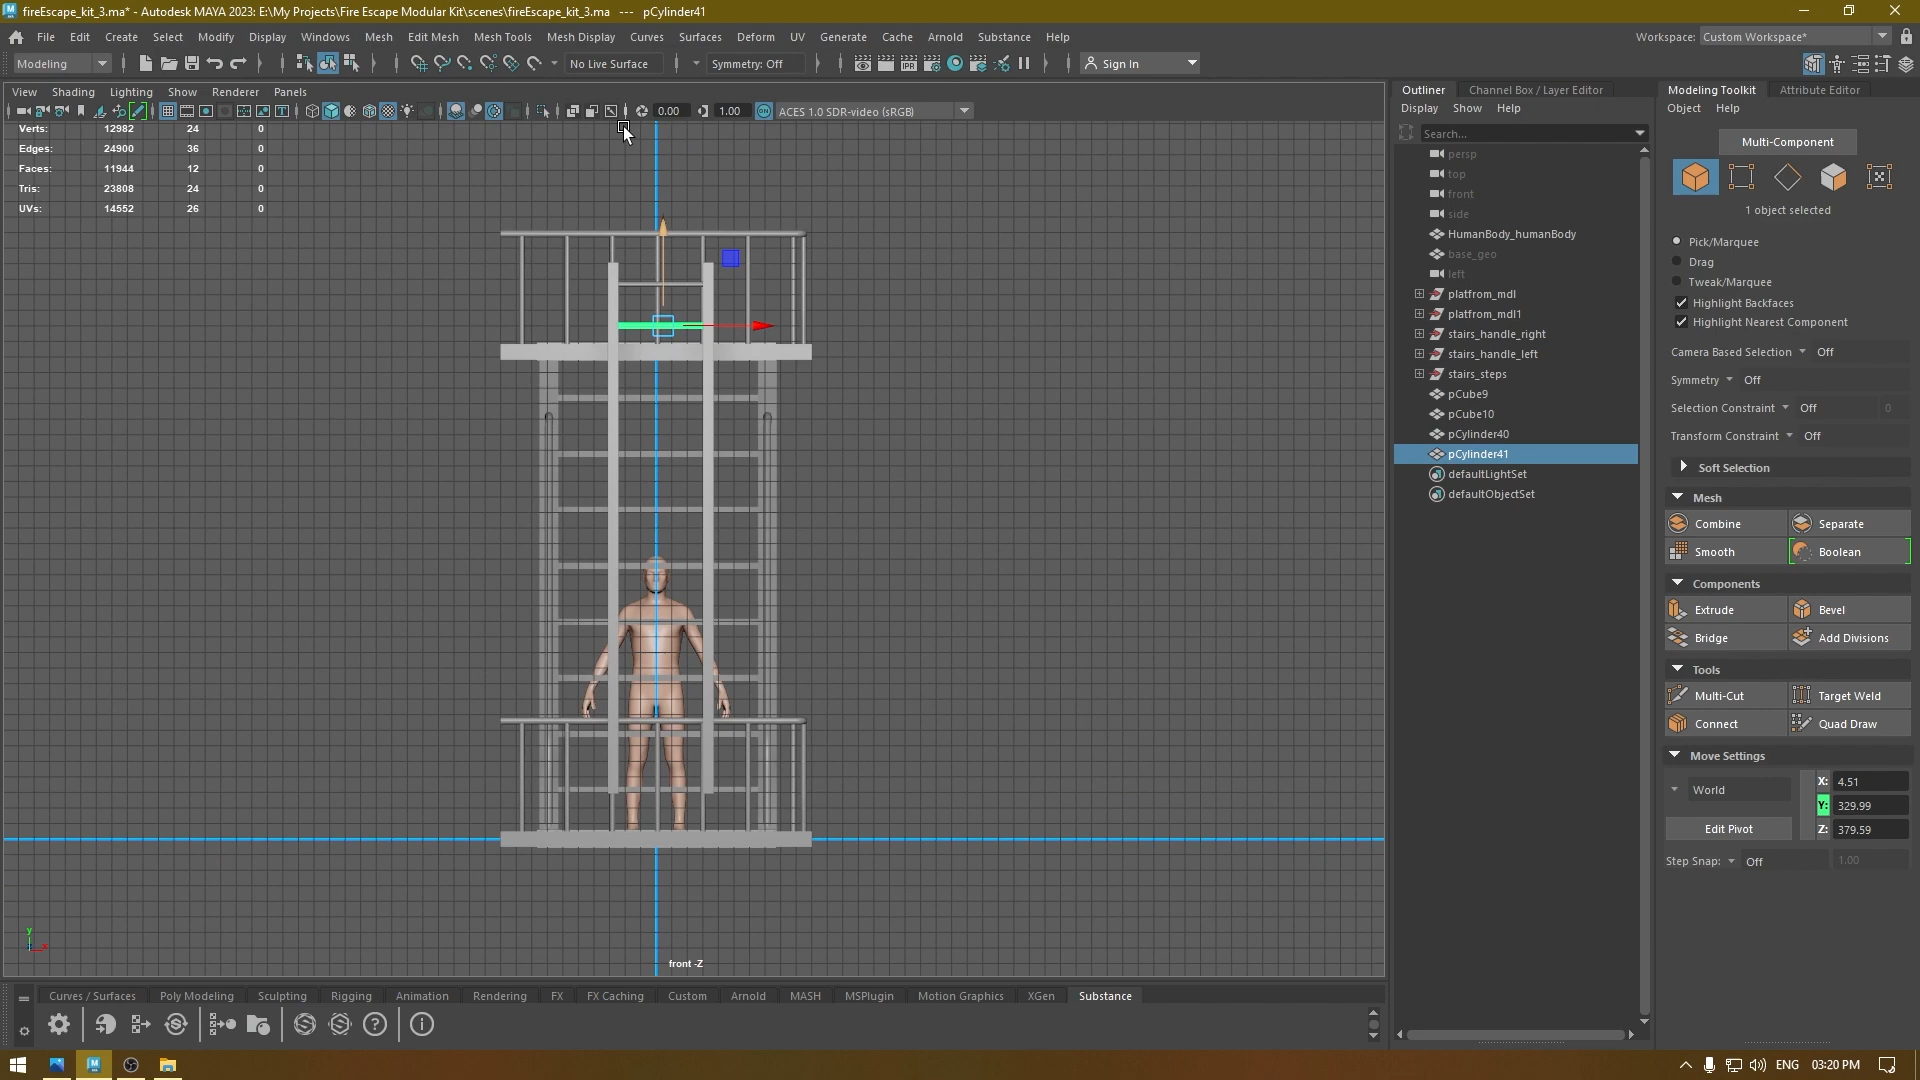 fireEscape_kit_3.ma* - Autodesk MAYA 2023: E:\My Projects\Fire Escape Modular Kit\scenes\fireEscape_kit_3.ma --- pCylinder41
File Edit Create Select Modify Display Windows Mesh Edit Mesh Mesh Tools Mesh Display Curves Surfaces Deform UV Generate Cache Arnold Substance Help
Workspace: Custom Workspace*
Modeling
No Live Surface
Symmetry: Off
IPR
Sign In
View Shading Lighting Show Renderer Panels
0.00
1.00
ON
ACES 1.0 SDR-video (sRGB)
Verts: 12982 24 0
Edges: 24900 36 0
Faces: 11944 12 0
Tris: 23808 24 0
UVs: 14552 26 0
y
x
front -Z
Outliner
Channel Box / Layer Editor
Display Show Help
Search...
persp
top
front
side
HumanBody_humanBody
base_geo
left
platfrom_mdl
platfrom_mdl1
stairs_handle_right
stairs_handle_left
stairs_steps
pCube9
pCube10
pCylinder40
pCylinder41
defaultLightSet
defaultObjectSet
Modeling Toolkit
Attribute Editor
Object Help
Multi-Component
1 object selected
Pick/Marquee
Drag
Tweak/Marquee
Highlight Backfaces
Highlight Nearest Component
Camera Based Selection Off
Symmetry Off
Selection Constraint Off 0
Transform Constraint Off
Soft Selection
Mesh
Combine Separate
Smooth Boolean
Components
Extrude Bevel
Bridge Add Divisions
Tools
Multi-Cut Target Weld
Connect Quad Draw
Move Settings
World
X: 4.51
Y: 329.99
Edit Pivot
Z: 379.59
Step Snap: Off 1.00
Curves / Surfaces Poly Modeling Sculpting Rigging Animation Rendering FX FX Caching Custom Arnold MASH MSPlugin Motion Graphics XGen Substance
ENG 03:20 PM